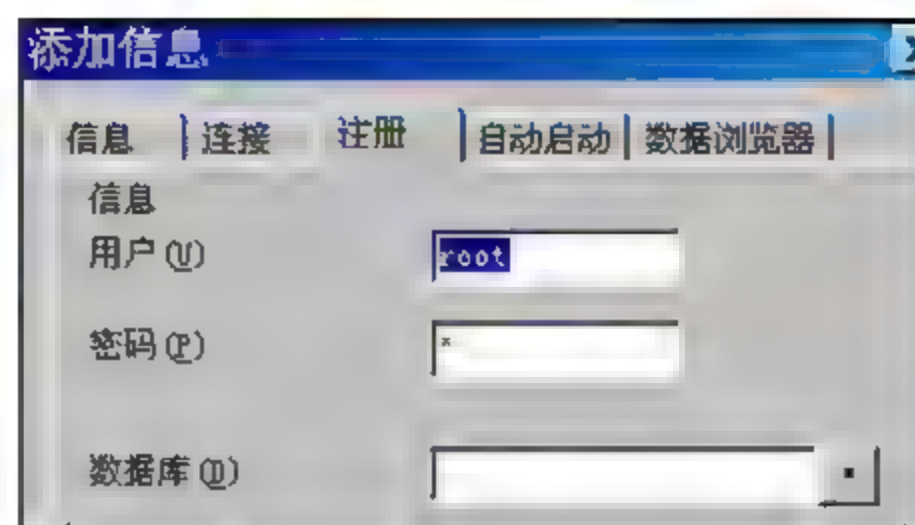 添加信息
信息 连接 注册 自动启动 数据浏览器
信息
用户(U) root
密码(P) *
数据库(D)